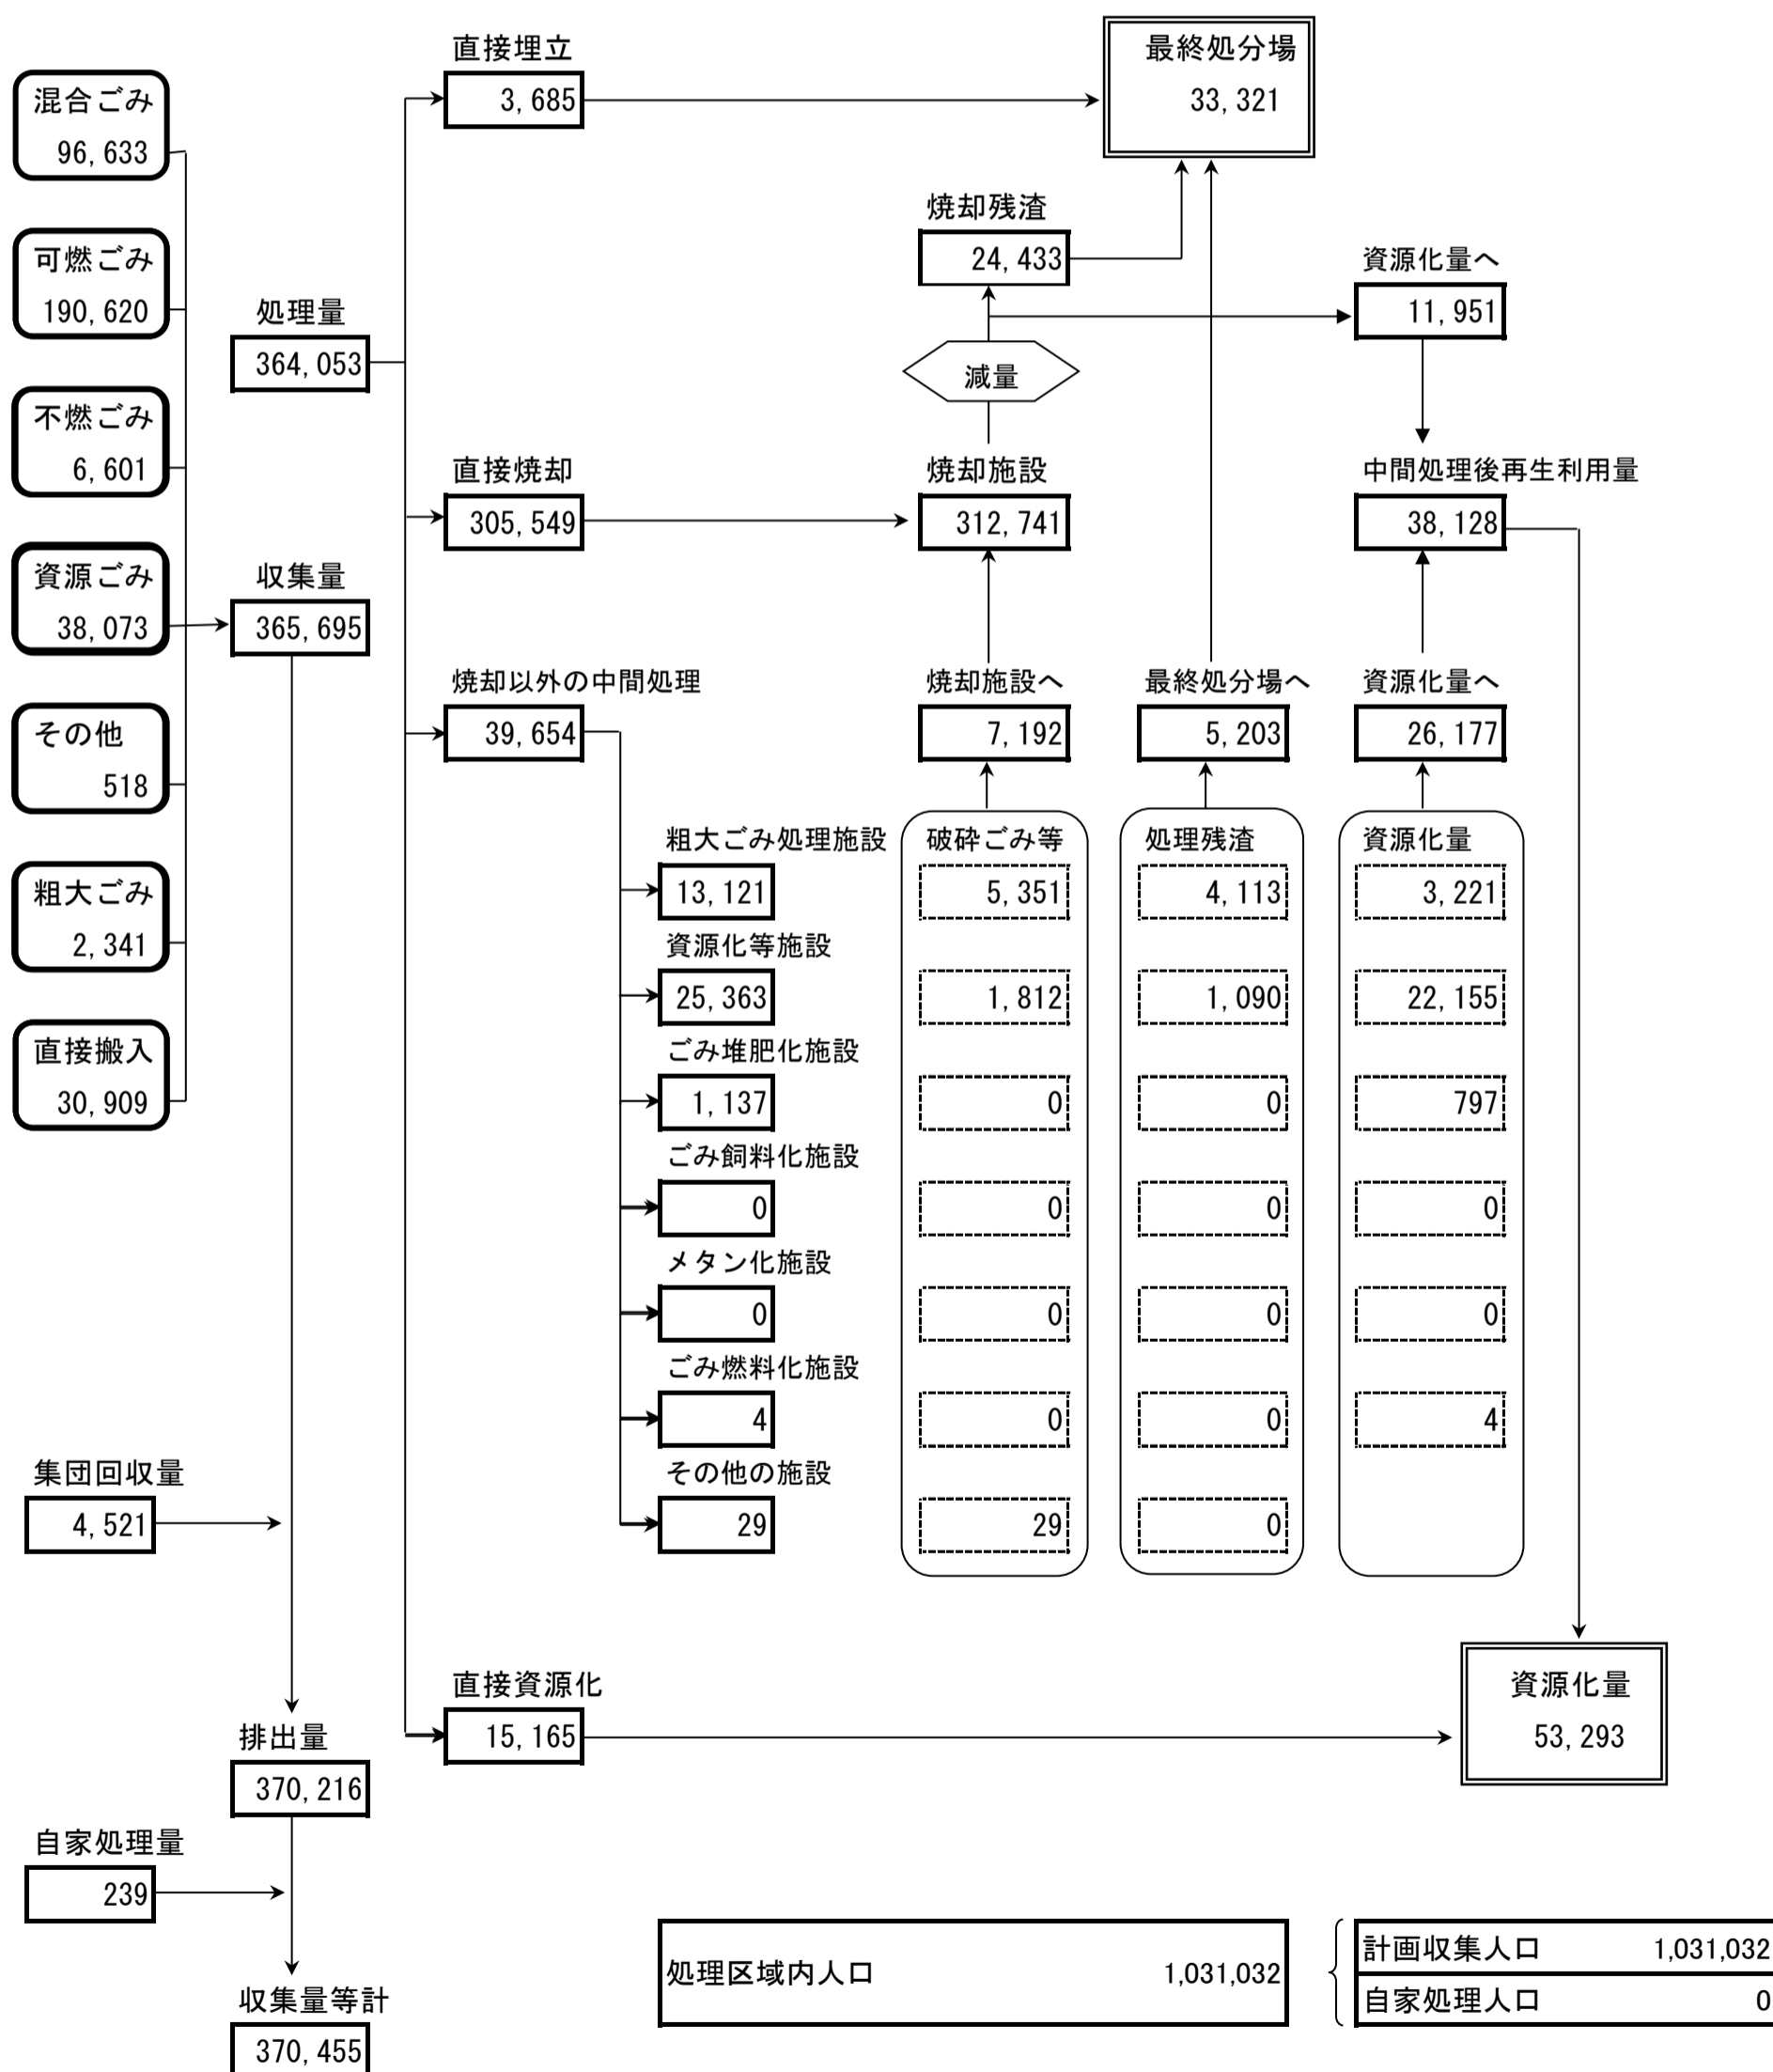 直接埋立
3,685
最終処分場
33,321
混合ごみ
96,633
焼却残渣
24,433
可燃ごみ
190,620
資源化量へ
11,951
処理量
364,053
減量
不燃ごみ
6,601
直接焼却
305,549
焼却施設
312,741
中間処理後再生利用量
38,128
資源ごみ
38,073
収集量
365,695
焼却以外の中間処理
39,654
焼却施設へ
7,192
最終処分場へ
5,203
資源化量へ
26,177
その他
518
粗大ごみ
2,341
直接搬入
30,909
粗大ごみ処理施設
13,121
破砕ごみ等
5,351
処理残渣
4,113
資源化量
3,221
資源化等施設
25,363
1,812
1,090
22,155
ごみ堆肥化施設
1,137
0
0
797
ごみ飼料化施設
0
0
0
0
メタン化施設
0
0
0
0
ごみ燃料化施設
4
0
0
4
その他の施設
29
29
0
集団回収量
4,521
直接資源化
15,165
資源化量
53,293
排出量
370,216
自家処理量
239
収集量等計
370,455
処理区域内人口 1,031,032
計画収集人口 1,031,032
自家処理人口 0